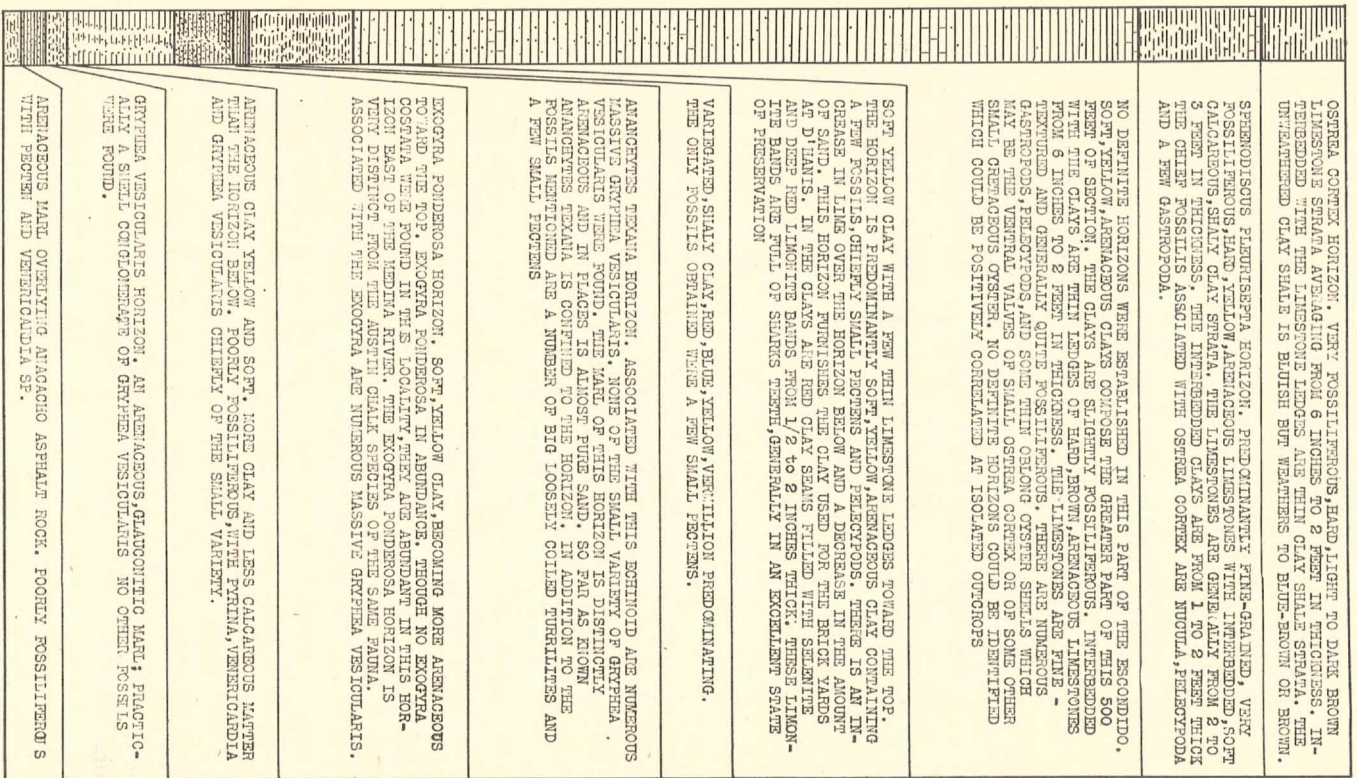 OSTREA CORTEX HORIZON. VERY FOSSILIFEROUS,HARD,LIGHT TO DARK BROWN
LIMESTONE STRATA AVERAGING FROM 6 INCHES TO 2 FEET IN THICKNESS. IN-
TERBEDDED WITH THE LIMESTONE LEDGES ARE THIN CLAY SHALE STRATA. THE
UNWEATHERED CLAY SHALE IS BLUISH BUT WEATHERS TO BLUE-BROWN OR BROWN.
SPHENODISCUS PLEURISEPTA HORIZON. PREDOMINANTLY FINE-GRAINED, VERY
FOSSILIFEROUS,HARD,YELLOW,ARENACEOUS LIMESTONES WITH INTERBEDDED,SOFT
CALCAREOUS,SHALY CLAY STRATA. THE LIMESTONES ARE GENERALLY FROM 2 TO
3 FEET IN THICKNESS. THE INTERBEDDED CLAYS ARE FROM 1 TO 2 FEET THICK
THE CHIEF FOSSILIS ASSCIATED WITH OSTREA CORTEX ARE NUCULA,PELECYPODA
AND A FEW GASTROPODA.
NO DEFINITE HORIZONS WERE ESTABLISHED IN THIS PART OF THE ESCONDIDO.
SOFT,YELLOW,ARENACEOUS CLAYS COMPOSE THE GREATER PART OF THIS 500
FEET OF SECTION. THE CLAYS ARE SLIGHTLY FOSSILIFEROUS. INTERBEDDED
WITH THE CLAYS ARE THIN LEDGES OF HARD,BROWN,ARENACEOUS LIMESTONES
FROM 6 INCHES TO 2 FEET IN THICKNESS. THE LIMESTONES ARE FINE -
TEXTURED AND GENERALLY QUITE FOSSILIFEROUS. THERE ARE NUMEROUS
GASTROPODS,PELECYPODS,AND SOME THIN OBLONG OYSTER SHELLS WHICH
MAY BE THE VENTRAL VALVES OF SMALL OSTREA CORTEX OR OF SOME OTHER
SMALL CRETACEOUS OYSTER. NO DEFINITE HORIZONS COULD BE IDENTIFIED
WHICH COULD BE POSITIVELY CORRELATED AT ISOLATED OUTCROPS
SOFT YELLOW CLAY WITH A FEW THIN LIMESTONE LEDGES TOWARD THE TOP.
THE HORIZON IS PREDOMINANTLY SOFT,YELLOW,ARENACEOUS CLAY CONTAINING
A FEW FOSSILS,CHIEFLY SMALL PECTENS AND PELECYPODS. THERE IS AN IN-
CREASE IN LIME OVER THE HORIZON BELOW AND A DECREASE IN THE AMOUNT
OF SAND. THIS HORIZON FURNISHES THE CLAY USED FOR THE BRICK YARDS
AT D'HANIS. IN THE CLAYS ARE RED CLAY SEAMS FILLED WITH SELENITE
AND DEEP RED LIMONITE BANDS FROM 1/2 to 2 INCHES THICK. THESE LIMON-
ITE BANDS ARE FULL OF SHARKS TEETH,GENERALLY IN AN EXCELLENT STATE
OF PRESERVATION
VARIEGATED,SHALY CLAY,RED,BLUE,YELLOW,VERMILLION PREDOMINATING.
THE ONLY FOSSILS OBTAINED WERE A FEW SMALL PECTENS.
ANANCHYTES TEXANA HORIZON. ASSOCIATED WITH THIS ECHINOID ARE NUMEROUS
MASSIVE GRYPHEA VESICULARIS. NONE OF THE SMALL VARIETY OF GRYPHEA
VESICULARIS WERE FOUND. THE MARL OF THIS HORIZON IS DISTINCTLY
ARENACEOUS AND IN PLACES IS ALMOST PURE SAND. SO FAR AS KNOWN
ANANCHYTES TEXANA IS CONFINED TO THE HORIZON. IN ADDITION TO THE
FOSSILS MENTIONED ARE A NUMBER OF BIG LOOSELY COILED TURRILITES AND
A FEW SMALL PECTENS
EXOGYRA PONDEROSA HORIZON. SOFT,YELLOW CLAY,BECOMING MORE ARENACEOUS
TOWARD THE TOP. EXOGYRA PONDEROSA IN ABUNDANCE. THOUGH NO EXOGYRA
COSTATA WERE FOUND IN THIS LOCALITY,THEY ARE ABUNDANT IN THIS HOR-
IZON EAST OF THE MEDINA RIVER. THE EXOGYRA PONDEROSA HORIZON IS
VERY DISTINCT FROM THE AUSTIN CHALK SPECIES OF THE SAME FAUNA.
ASSOCIATED WITH THE EXOGYRA ARE NUMEROUS MASSIVE GRYPHEA VESICULARIS.
ARENACEOUS CLAY YELLOW AND SOFT. MORE CLAY AND LESS CALCAREOUS MATTER
THAN THE HORIZON BELOW. POORLY FOSSILIFEROUS,WITH PYRINA,VENERICARDIA
AND GRYPHEA VESICULARIS CHIEFLY OF THE SMALL VARIETY.
GRYPHEA VESICULARIS HORIZON. AN ARENACEOUS,GLAUCONITIC MARL; PRACTIC-
ALLY A SHELL CONGLOMERATE OF GRYPHEA VESICULARIS NO OTHER FOSSILS
WERE FOUND.
ARENACEOUS MARL OVERLYING ANACACHO ASPHALT ROCK. POORLY FOSSILIFEROUS
WITH PECTEN AND VENERICARDIA SP.